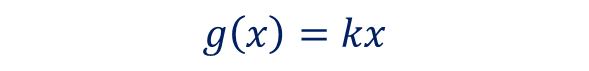 g(x) = kx